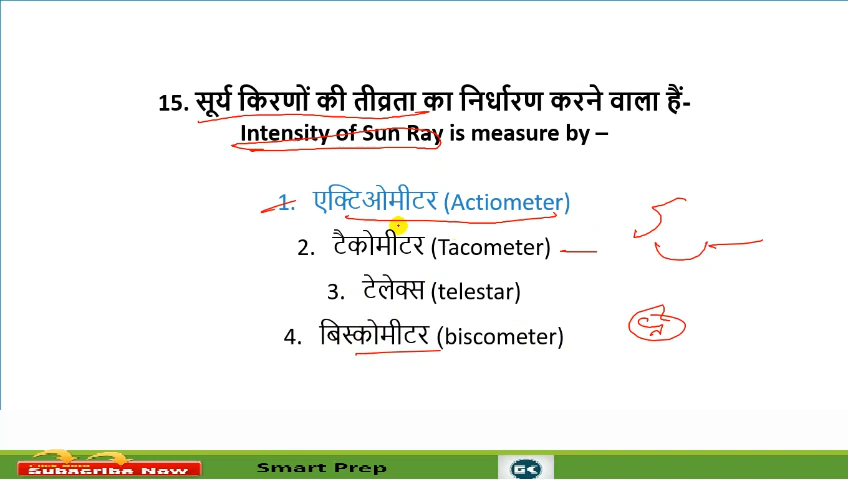 15. सूर्य किरणों की तीव्रता का निर्धारण करने वाला हैं-
Intensity of Sun Ray is measure by –
1. एक्टिओमीटर (Actiometer)
2. टैकोमीटर (Tacometer)
3. टेलेक्स (telestar)
4. बिस्कोमीटर (biscometer)
Subscribe Now
Smart Prep
GK